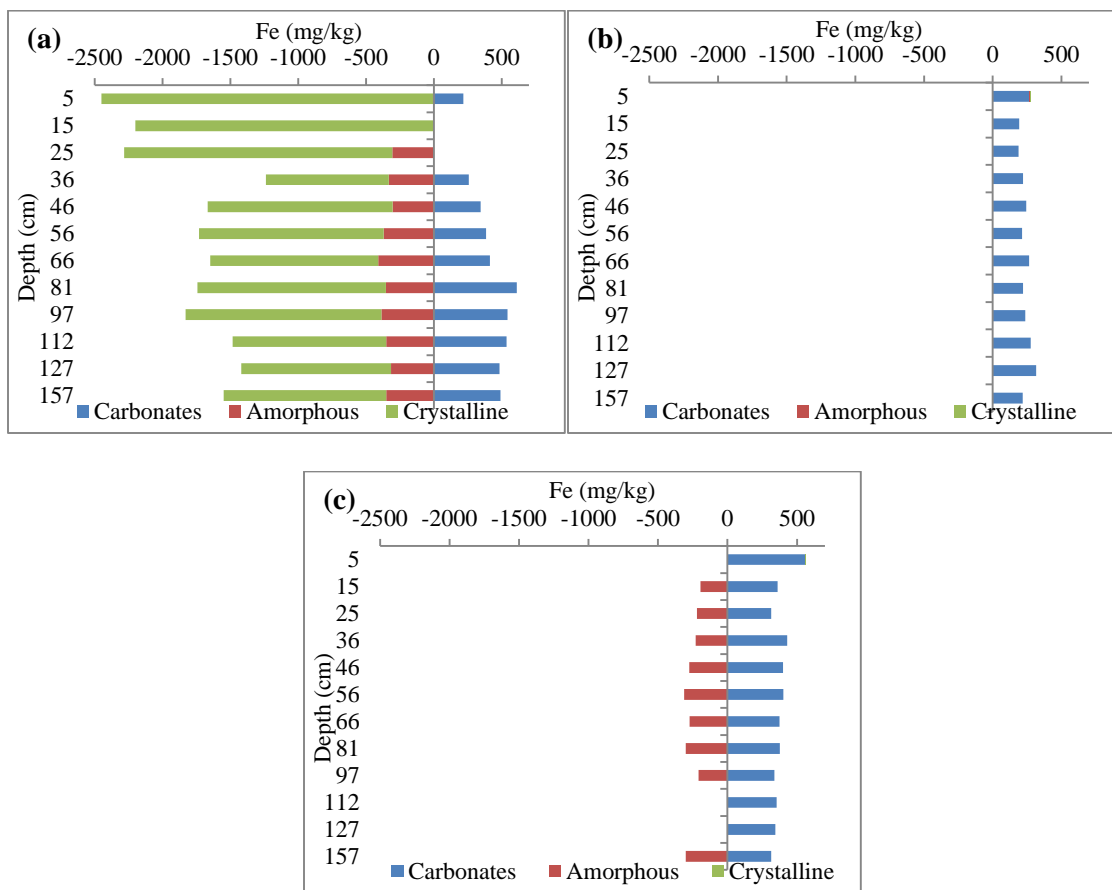 (a)
Fe (mg/kg)
-2500 -2000 -1500 -1000 -500 0 500
Depth (cm)
5
15
25
36
46
56
66
81
97
112
127
157
Carbonates Amorphous Crystalline
(b)
Fe (mg/kg)
-2500 -2000 -1500 -1000 -500 0 500
Detph (cm)
5
15
25
36
46
56
66
81
97
112
127
157
Carbonates Amorphous Crystalline
(c)
Fe (mg/kg)
-2500 -2000 -1500 -1000 -500 0 500
Depth (cm)
5
15
25
36
46
56
66
81
97
112
127
157
Carbonates Amorphous Crystalline